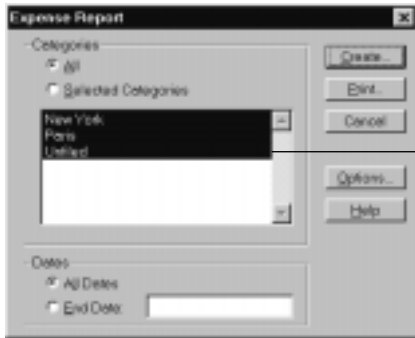 Expense Report
Categories
All
Selected Categories
New York
Paris
Unfiled
Create...
Print...
Cancel
Options...
Help
Dates
All Dates
End Date: